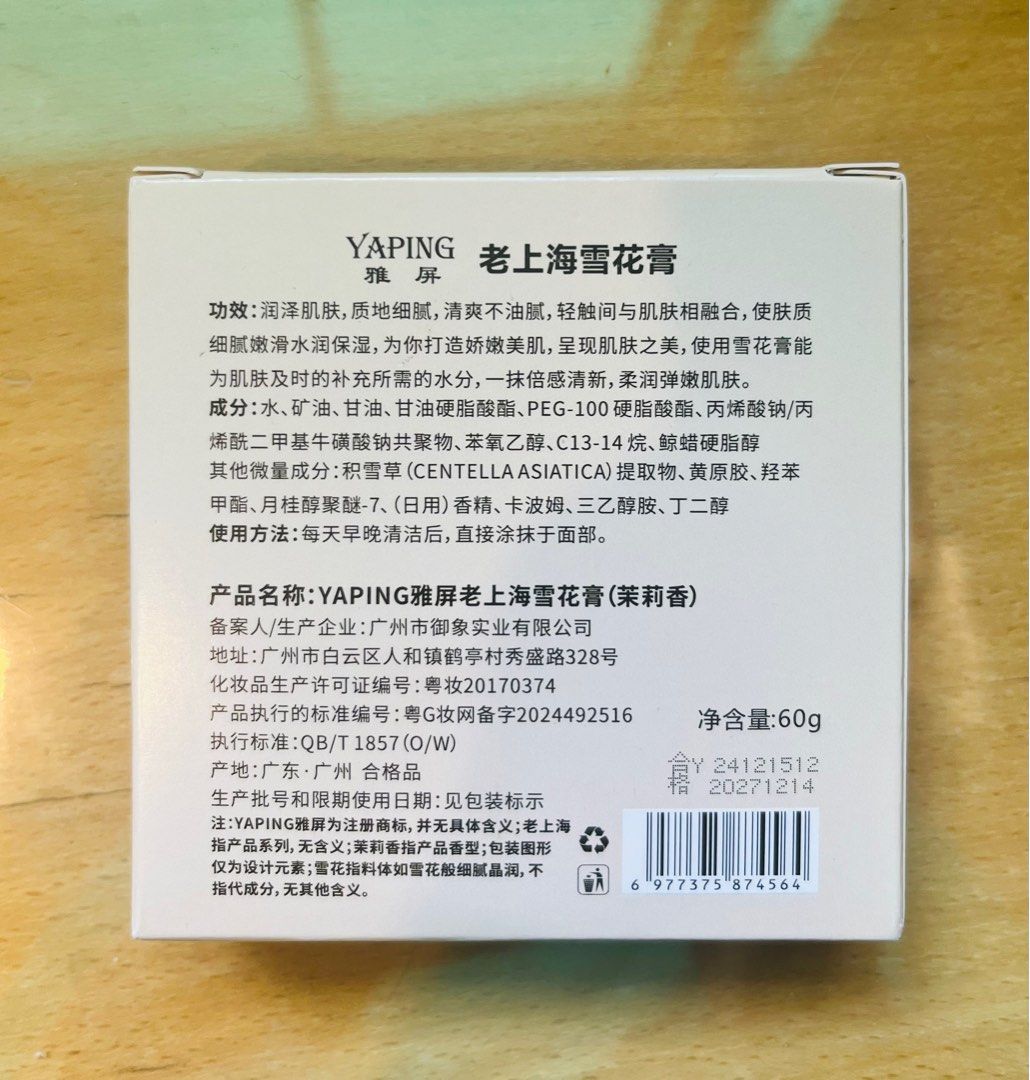 YAPING
雅 屏
老上海雪花膏
功效：润泽肌肤，质地细腻，清爽不油腻，轻触间与肌肤相融合，使肤质
细腻嫩滑水润保湿，为你打造娇嫩美肌，呈现肌肤之美，使用雪花膏能
为肌肤及时的补充所需的水分，一抹倍感清新，柔润弹嫩肌肤。
成分：水、矿油、甘油、甘油硬脂酸酯、PEG-100 硬脂酸酯、丙烯酸钠/丙
烯酰二甲基牛磺酸钠共聚物、苯氧乙醇、C13-14 烷、鲸蜡硬脂醇
其他微量成分：积雪草（CENTELLA ASIATICA）提取物、黄原胶、羟苯
甲酯、月桂醇聚醚-7、（日用）香精、卡波姆、三乙醇胺、丁二醇
使用方法：每天早晚清洁后，直接涂抹于面部。
产品名称：YAPING雅屏老上海雪花膏（茉莉香）
备案人/生产企业：广州市御象实业有限公司
地址：广州市白云区人和镇鹤亭村秀盛路328号
化妆品生产许可证编号：粤妆20170374
产品执行的标准编号：粤G妆网备字2024492516
净含量:60g
执行标准：QB/T 1857（O/W）
产地：广东·广州 合格品
生产批号和限期使用日期：见包装标示
合格
Y 24121512
20271214
注：YAPING雅屏为注册商标，并无具体含义；老上海
指产品系列，无含义；茉莉香指产品香型；包装图形
仅为设计元素；雪花指料体如雪花般细腻晶润，不
指代成分，无其他含义。
6 977375 874564